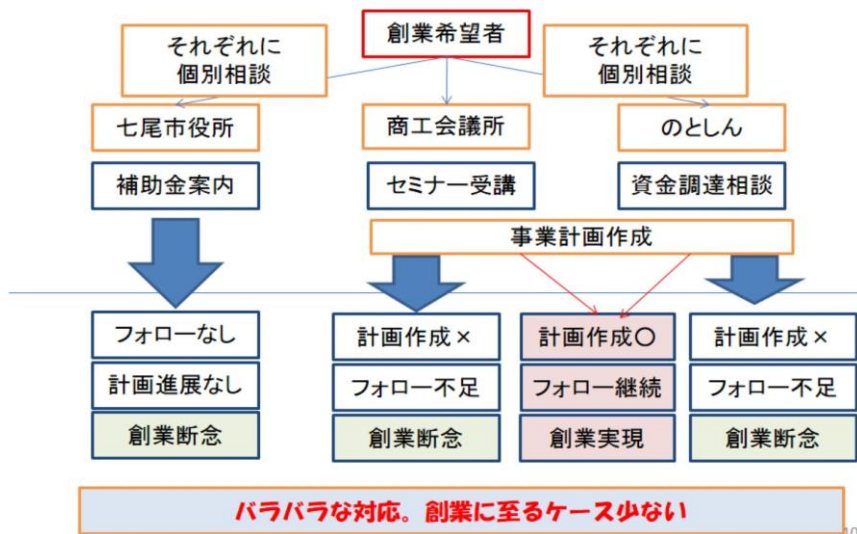 創業希望者
それぞれに
個別相談
それぞれに
個別相談
七尾市役所
商工会議所
のとしん
補助金案内
セミナー受講
資金調達相談
事業計画作成
フォローなし
計画作成×
計画作成〇
計画作成×
計画進展なし
フォロー不足
フォロー継続
フォロー不足
創業断念
創業断念
創業実現
創業断念
バラバラな対応。創業に至るケース少ない
10